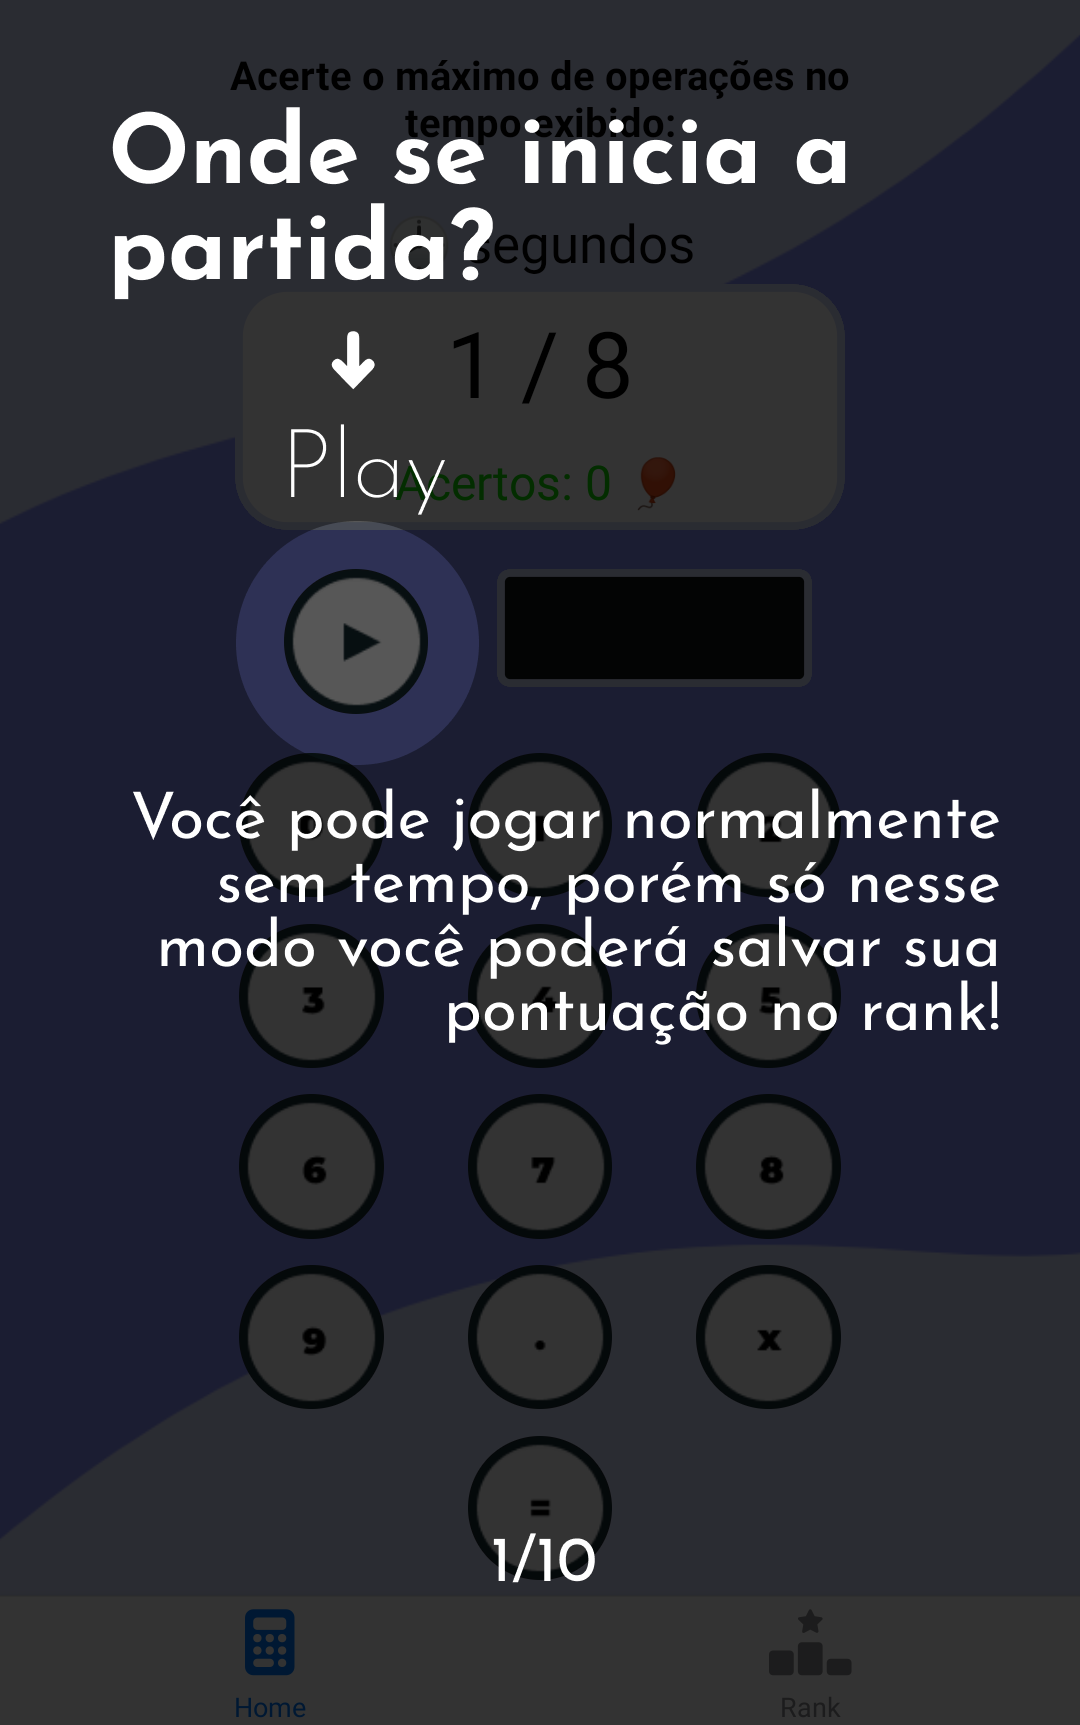 Acerte o máximo de operações no
tempo exibido:
Onde se inicia a
partida?
segundos
1 / 8
Play
Acertos: 0
Você pode jogar normalmente
sem tempo, porém só nesse
modo você poderá salvar sua
pontuação no rank!
3 4 5
6 7 8
9 . x
=
1/10
Home Rank